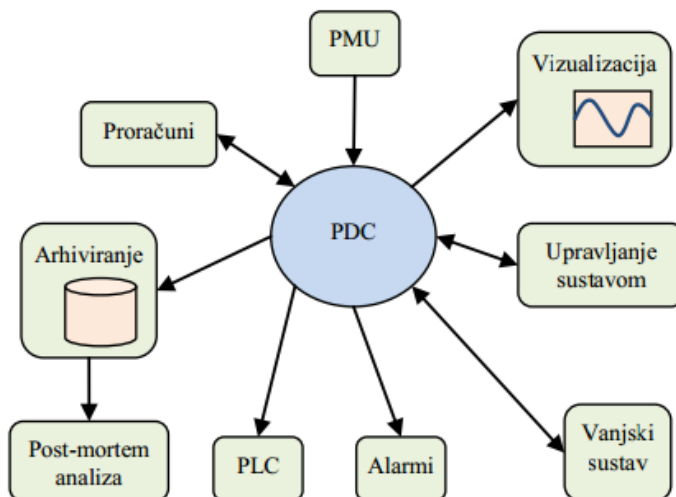 PMU
Vizualizacija
Proračuni
PDC
Arhiviranje
Upravljanje
sustavom
Post-mortem
analiza
PLC
Alarmi
Vanjski
sustav